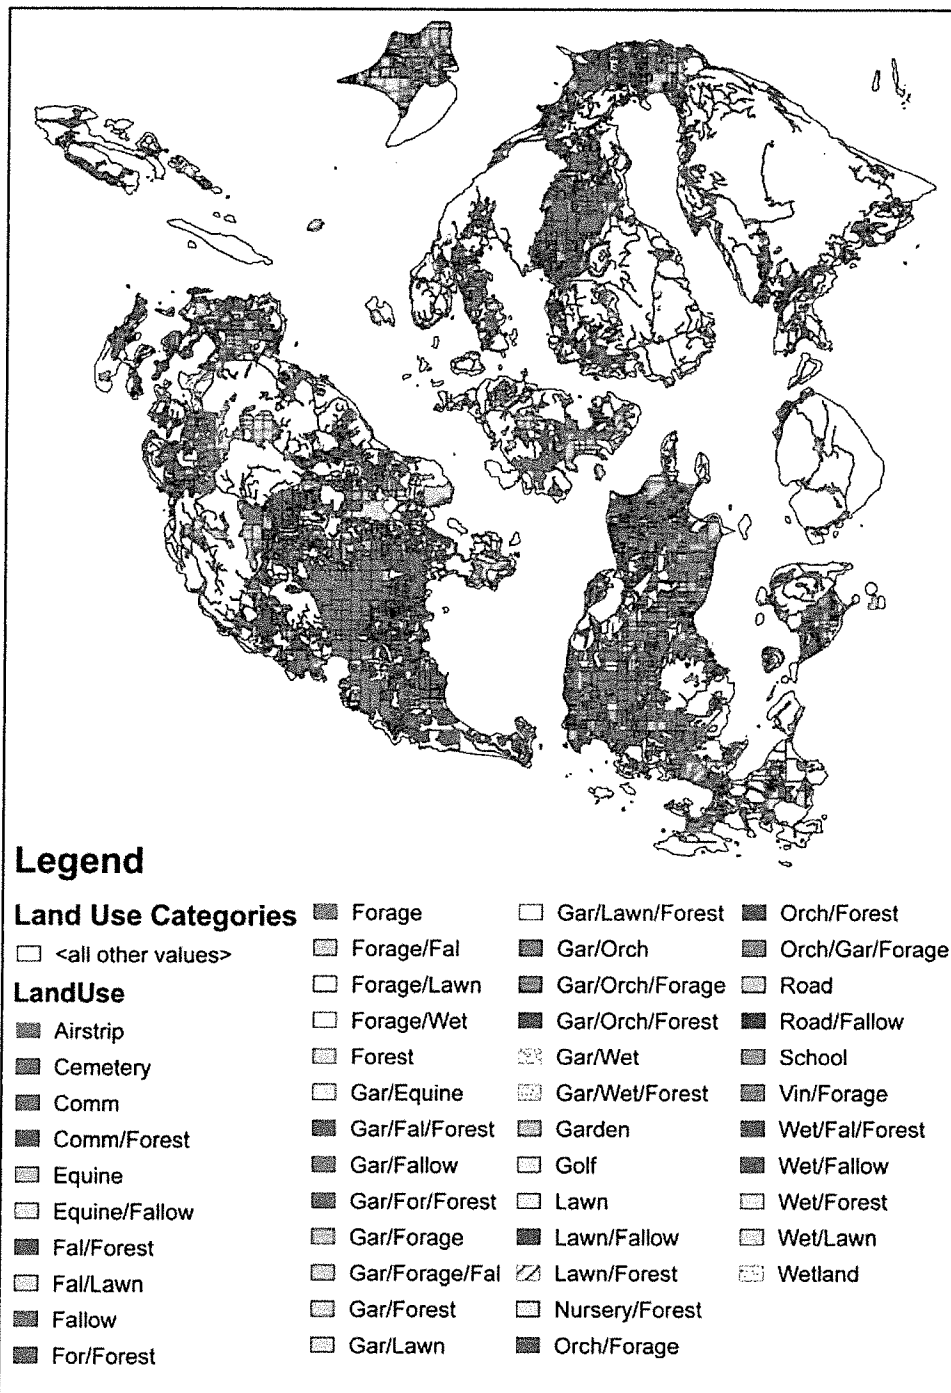 Legend
Land Use Categories
<all other values>
LandUse
Airstrip
Cemetery
Comm
Comm/Forest
Equine
Equine/Fallow
Fal/Forest
Fal/Lawn
Fallow
For/Forest
Forage
Forage/Fal
Forage/Lawn
Forage/Wet
Forest
Gar/Equine
Gar/Fal/Forest
Gar/Fallow
Gar/For/Forest
Gar/Forage
Gar/Forage/Fal
Gar/Forest
Gar/Lawn
Gar/Lawn/Forest
Gar/Orch
Gar/Orch/Forage
Gar/Orch/Forest
Gar/Wet
Gar/Wet/Forest
Garden
Golf
Lawn
Lawn/Fallow
Lawn/Forest
Nursery/Forest
Orch/Forage
Orch/Forest
Orch/Gar/Forage
Road
Road/Fallow
School
Vin/Forage
Wet/Fal/Forest
Wet/Fallow
Wet/Forest
Wet/Lawn
Wetland